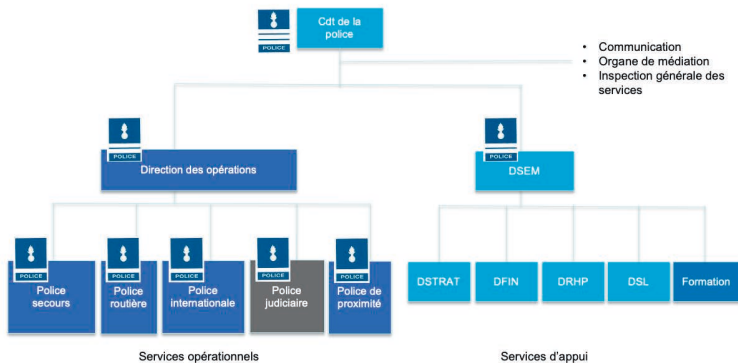 Cdt de la
police
POLICE
• Communication
• Organe de médiation
• Inspection générale des
services
POLICE
Direction des opérations
POLICE
DSEM
POLICE
Police
secours
POLICE
Police
routière
POLICE
Police
internationale
POLICE
Police
judiciaire
POLICE
Police de
proximité
DSTRAT
DFIN
DRHP
DSL
Formation
Services opérationnels
Services d'appui